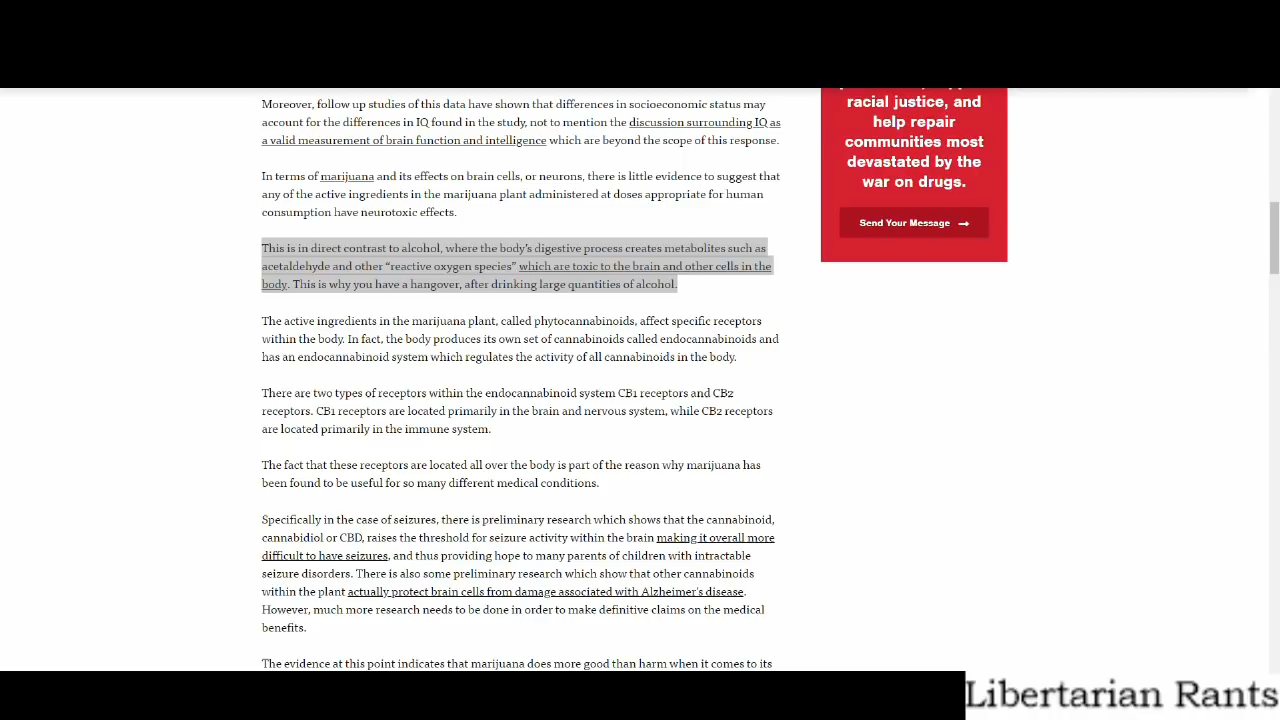 Moreover, follow up studies of this data have shown that differences in socioeconomic status may
account for the differences in IQ found in the study, not to mention the discussion surrounding IQ as
a valid measurement of brain function and intelligence which are beyond the scope of this response.
In terms of marijuana and its effects on brain cells, or neurons, there is little evidence to suggest that
any of the active ingredients in the marijuana plant administered at doses appropriate for human
consumption have neurotoxic effects.
This is in direct contrast to alcohol, where the body’s digestive process creates metabolites such as
acetaldehyde and other “reactive oxygen species” which are toxic to the brain and other cells in the
body. This is why you have a hangover, after drinking large quantities of alcohol.
The active ingredients in the marijuana plant, called phytocannabinoids, affect specific receptors
within the body. In fact, the body produces its own set of cannabinoids called endocannabinoids and
has an endocannabinoid system which regulates the activity of all cannabinoids in the body.
There are two types of receptors within the endocannabinoid system CB1 receptors and CB2
receptors. CB1 receptors are located primarily in the brain and nervous system, while CB2 receptors
are located primarily in the immune system.
The fact that these receptors are located all over the body is part of the reason why marijuana has
been found to be useful for so many different medical conditions.
Specifically in the case of seizures, there is preliminary research which shows that the cannabinoid,
cannabidiol or CBD, raises the threshold for seizure activity within the brain making it overall more
difficult to have seizures, and thus providing hope to many parents of children with intractable
seizure disorders. There is also some preliminary research which show that other cannabinoids
within the plant actually protect brain cells from damage associated with Alzheimer’s disease.
However, much more research needs to be done in order to make definitive claims on the medical
benefits.
The evidence at this point indicates that marijuana does more good than harm when it comes to its
racial justice, and
help repair
communities most
devastated by the
war on drugs.
Send Your Message →
Libertarian Rants